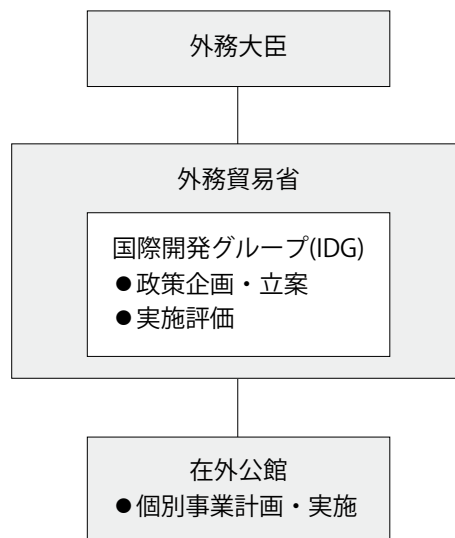 外務大臣
外務貿易省
国際開発グループ(IDG)
●政策企画・立案
●実施評価
在外公館
●個別事業計画・実施